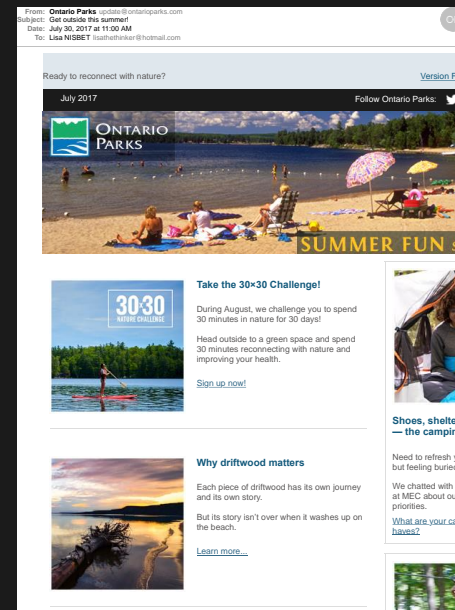 From: Ontario Parks update@ontarioparks.com
Subject: Get outside this summer!
Date: July 30, 2017 at 11:00 AM
To: Lisa NISBET lisathethinker@hotmail.com
Ready to reconnect with nature?
Version
July 2017
Follow Ontario Parks:
ONTARIO
PARKS
SUMMER FUN
30×30
NATURE CHALLENGE
Take the 30×30 Challenge!
During August, we challenge you to spend
30 minutes in nature for 30 days!
Head outside to a green space and spend
30 minutes reconnecting with nature and
improving your health.
Sign up now!
Why driftwood matters
Each piece of driftwood has its own journey
and its own story.
But its story isn't over when it washes up on
the beach.
Learn more...
Shoes, shelte
— the campin
Need to refresh
but feeling burie
We chatted with
at MEC about ou
priorities.
What are your ca
haves?